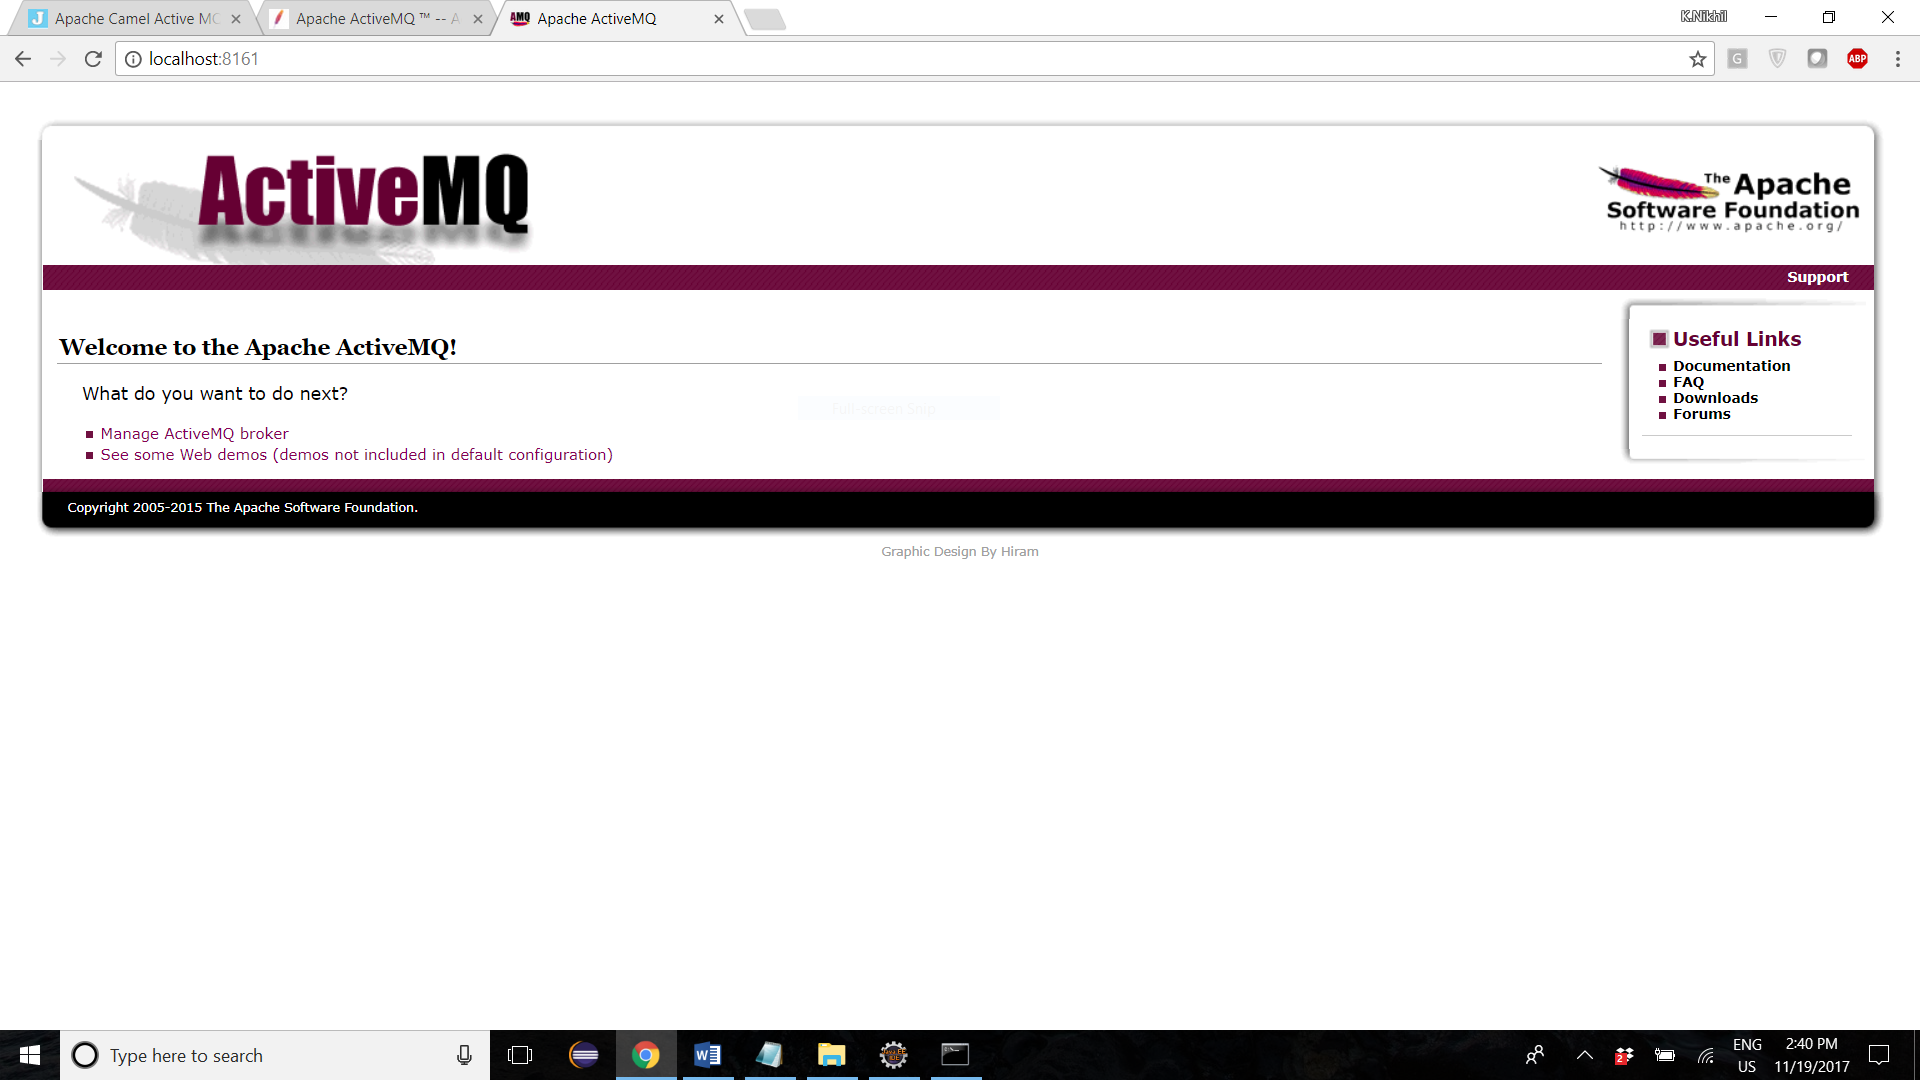 Apache Camel Active MC
Apache ActiveMQ ™ -- A
AMQ
Apache ActiveMQ
K.Nikhil
localhost:8161
G
ABP
ActiveMQ
The Apache
Software Foundation
http://www.apache.org/
Support
Welcome to the Apache ActiveMQ!
What do you want to do next?
Full-screen Snip
Manage ActiveMQ broker
See some Web demos (demos not included in default configuration)
Useful Links
Documentation
FAQ
Downloads
Forums
Copyright 2005-2015 The Apache Software Foundation.
Graphic Design By Hiram
Type here to search
2
ENG
US
2:40 PM
11/19/2017